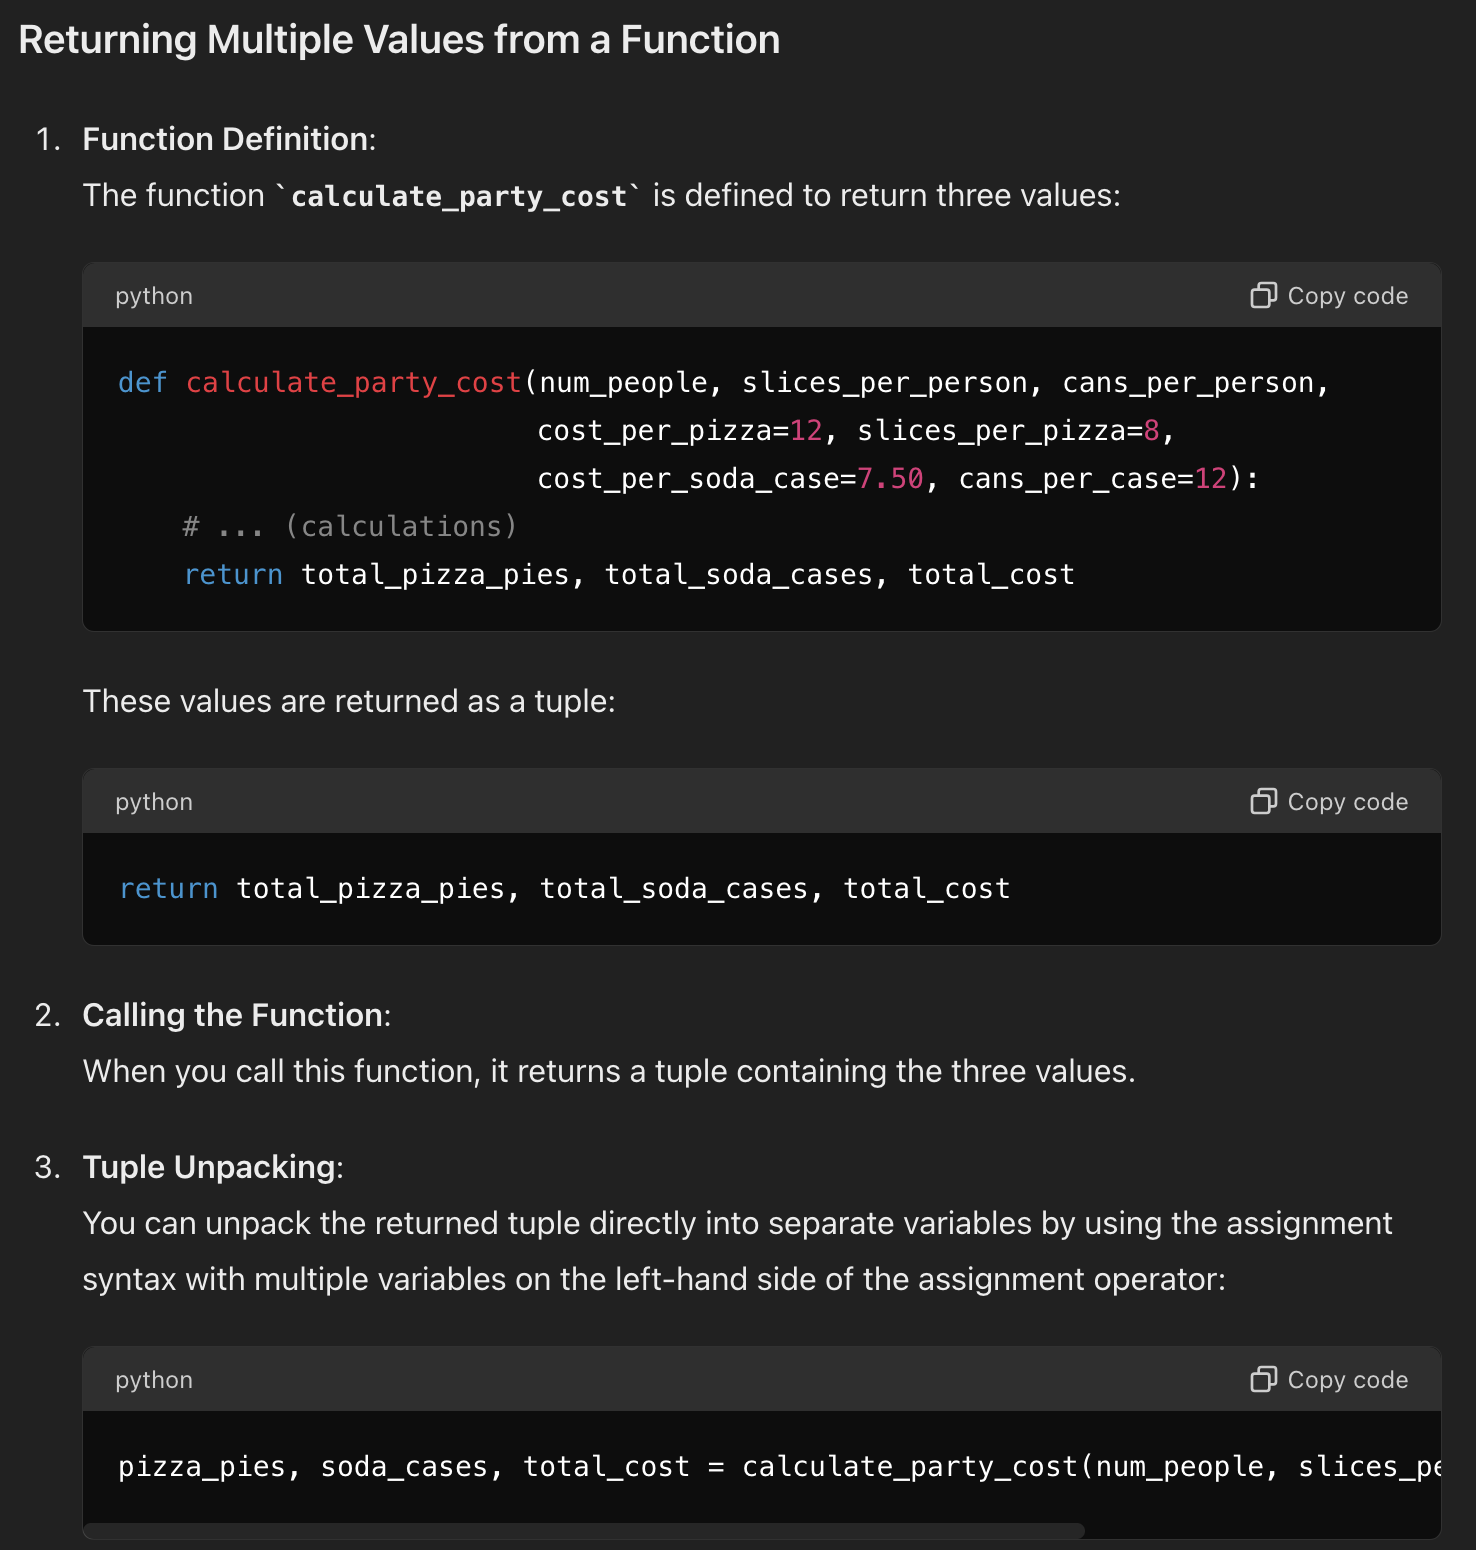 Returning Multiple Values from a Function
1. Function Definition:
The function `calculate_party_cost` is defined to return three values:
python Copy code
def calculate_party_cost(num_people, slices_per_person, cans_per_person,
                         cost_per_pizza=12, slices_per_pizza=8,
                         cost_per_soda_case=7.50, cans_per_case=12):
    # ... (calculations)
    return total_pizza_pies, total_soda_cases, total_cost
These values are returned as a tuple:
python Copy code
return total_pizza_pies, total_soda_cases, total_cost
2. Calling the Function:
When you call this function, it returns a tuple containing the three values.
3. Tuple Unpacking:
You can unpack the returned tuple directly into separate variables by using the assignment
syntax with multiple variables on the left-hand side of the assignment operator:
python Copy code
pizza_pies, soda_cases, total_cost = calculate_party_cost(num_people, slices_pe